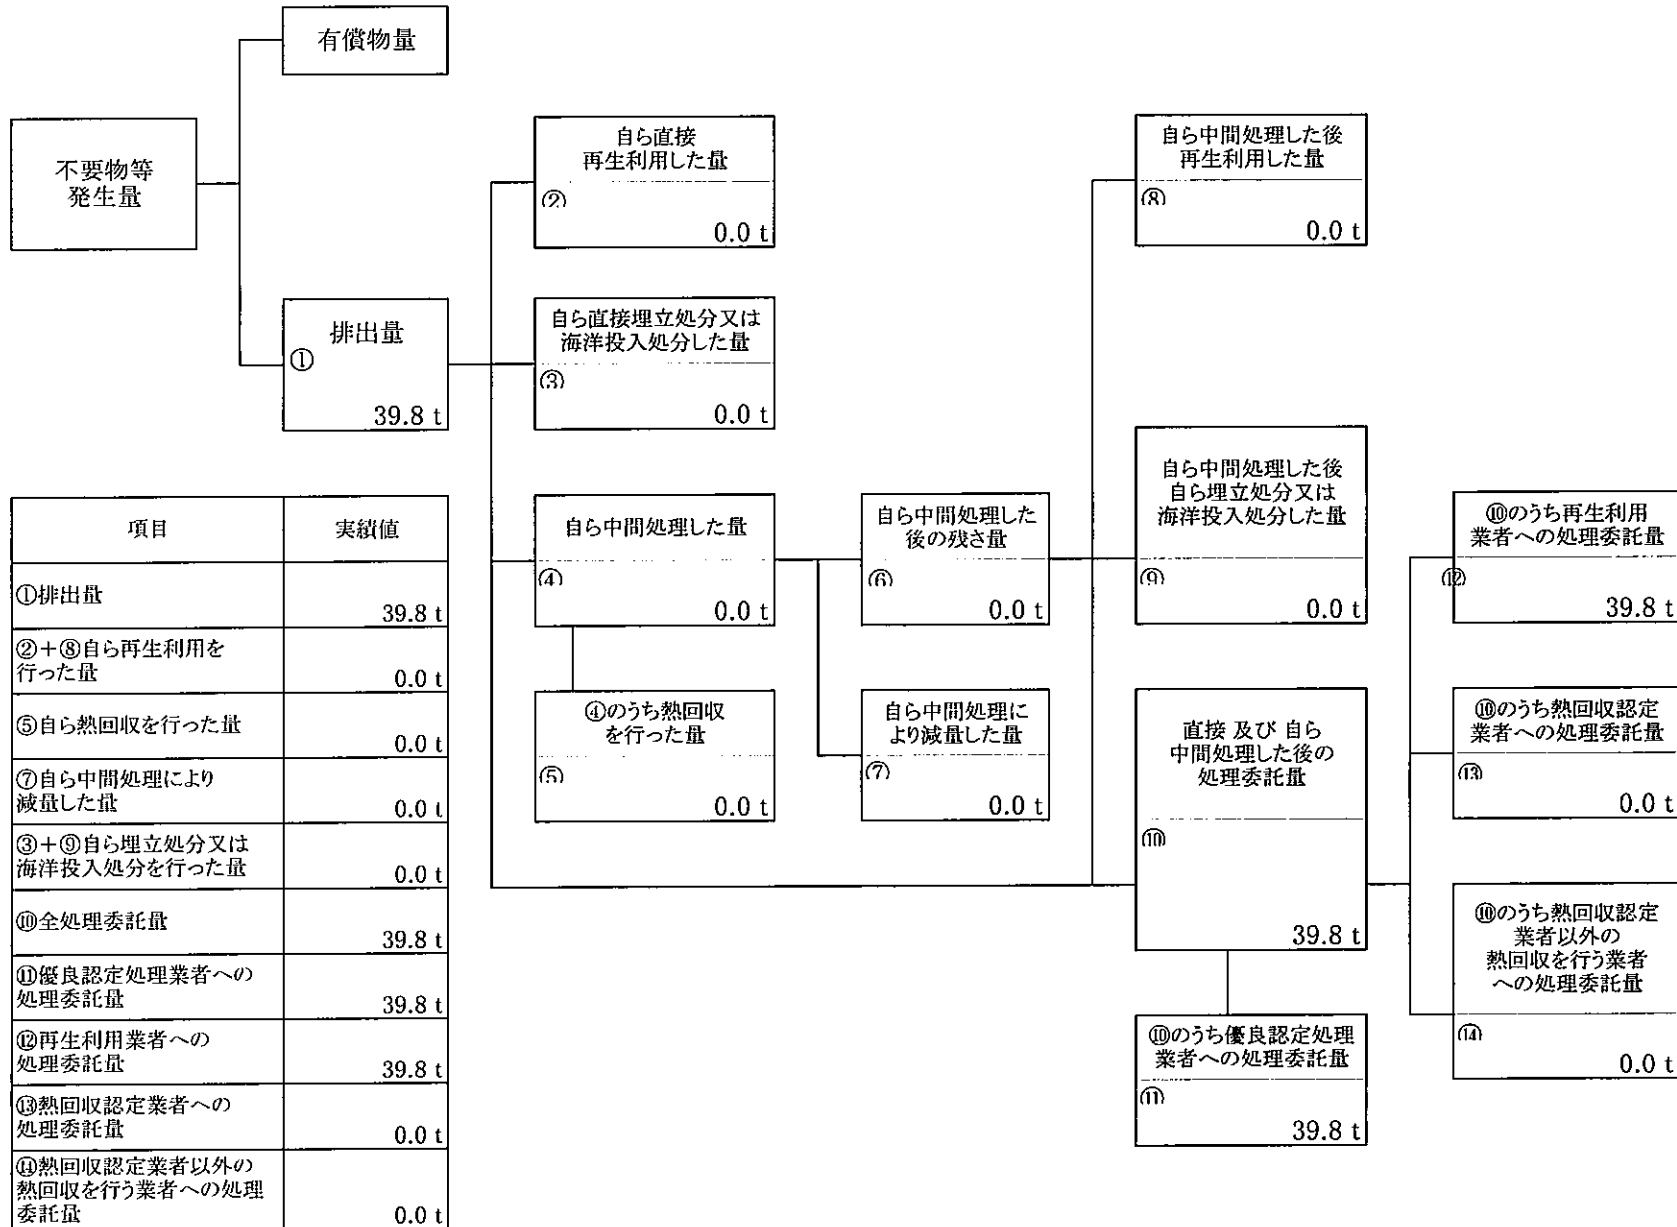 有償物量
不要物等
発生量
排出量
①
39.8 t
自ら直接
再生利用した量
②
0.0 t
自ら直接埋立処分又は
海洋投入処分した量
③
0.0 t
自ら中間処理した量
④
0.0 t
④のうち熱回収
を行った量
⑤
0.0 t
自ら中間処理した
後の残さ量
⑥
0.0 t
自ら中間処理に
より減量した量
⑦
0.0 t
自ら中間処理した後
再生利用した量
⑧
0.0 t
自ら中間処理した後
自ら埋立処分又は
海洋投入処分した量
⑨
0.0 t
直接 及び 自ら
中間処理した後の
処理委託量
⑩
39.8 t
⑩のうち優良認定処理
業者への処理委託量
⑪
39.8 t
⑩のうち再生利用
業者への処理委託量
⑫
39.8 t
⑩のうち熱回収認定
業者への処理委託量
⑬
0.0 t
⑩のうち熱回収認定
業者以外の
熱回収を行う業者
への処理委託量
⑭
0.0 t
項目 実績値
①排出量
39.8 t
②+⑧自ら再生利用を
行った量
0.0 t
⑤自ら熱回収を行った量
0.0 t
⑦自ら中間処理により
減量した量
0.0 t
③+⑨自ら埋立処分又は
海洋投入処分を行った量
0.0 t
⑩全処理委託量
39.8 t
⑪優良認定処理業者への
処理委託量
39.8 t
⑫再生利用業者への
処理委託量
39.8 t
⑬熱回収認定業者への
処理委託量
0.0 t
⑭熱回収認定業者以外の
熱回収を行う業者への処理
委託量
0.0 t